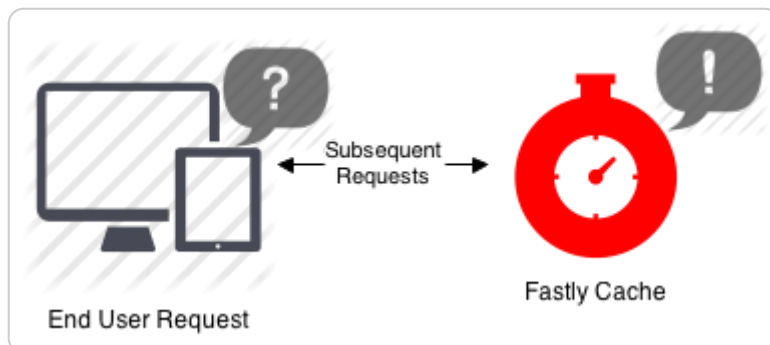 ?
!
Subsequent
Requests
End User Request
Fastly Cache